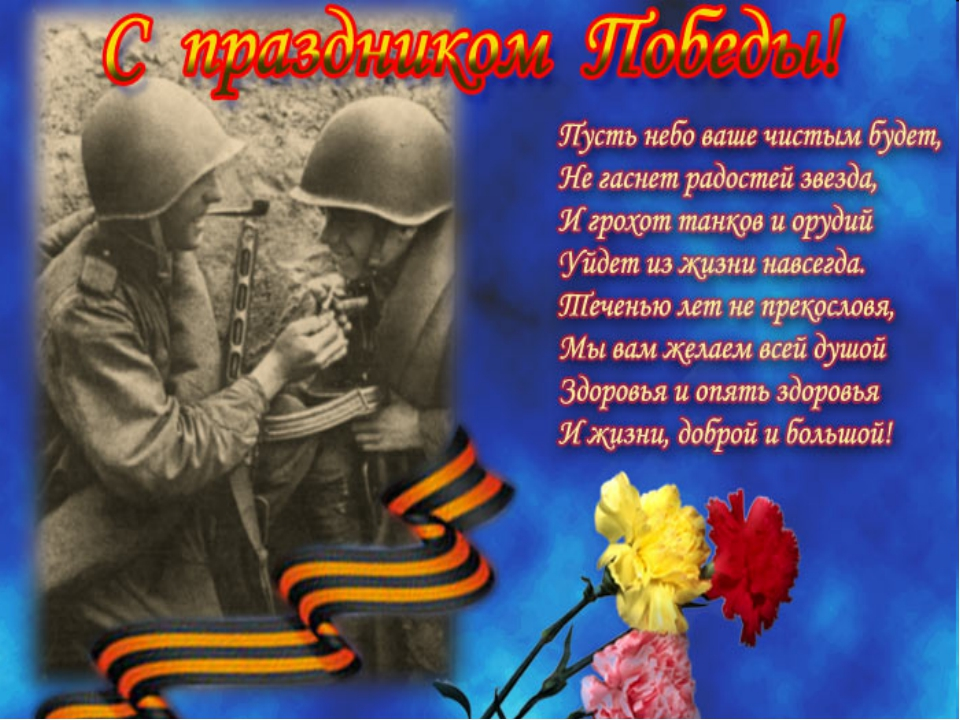 С праздником Победы!
Пусть небо ваше чистым будет,
Не гаснет радостей звезда,
И грохот танков и орудий
Уйдет из жизни навсегда.
Теченью лет не прекословя,
Мы вам желаем всей душой
Здоровья и опять здоровья
И жизни, доброй и большой!